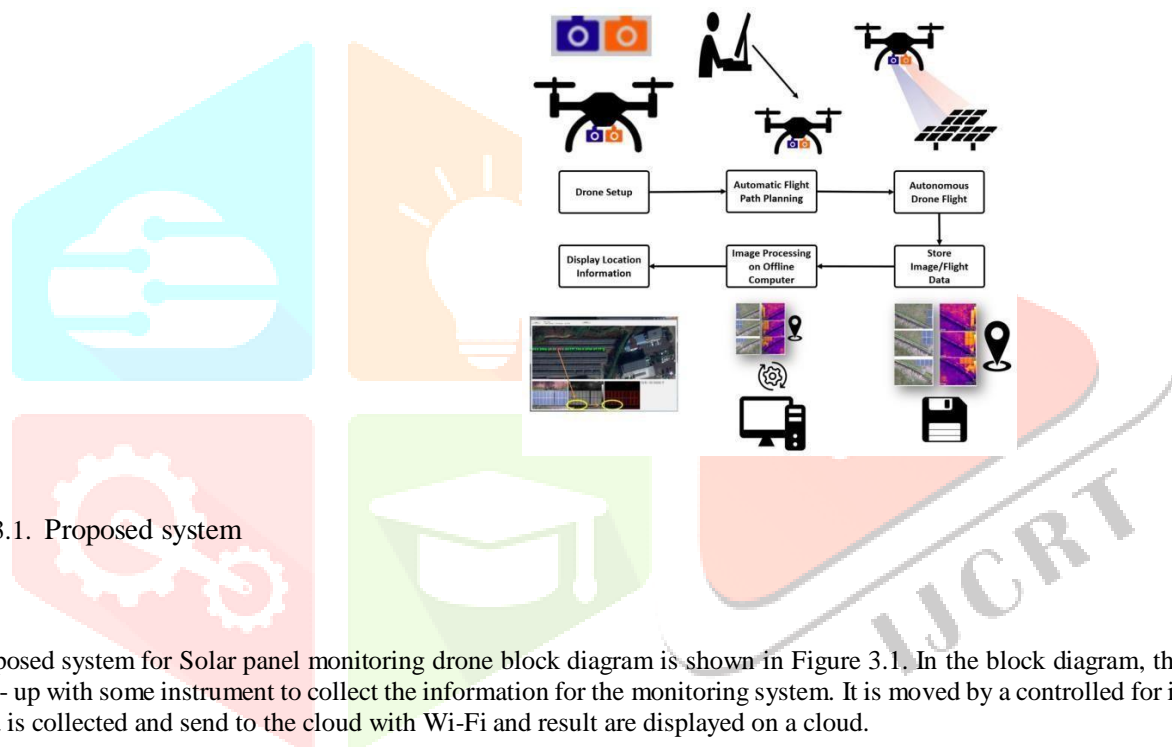 Drone Setup
Automatic Flight
Path Planning
Autonomous
Drone Flight
Display Location
Information
Image Processing
on Offline
Computer
Store
Image/Flight
Data
3.1. Proposed system
IJCRT
posed system for Solar panel monitoring drone block diagram is shown in Figure 3.1. In the block diagram, th
- up with some instrument to collect the information for the monitoring system. It is moved by a controlled for i
is collected and send to the cloud with Wi-Fi and result are displayed on a cloud.